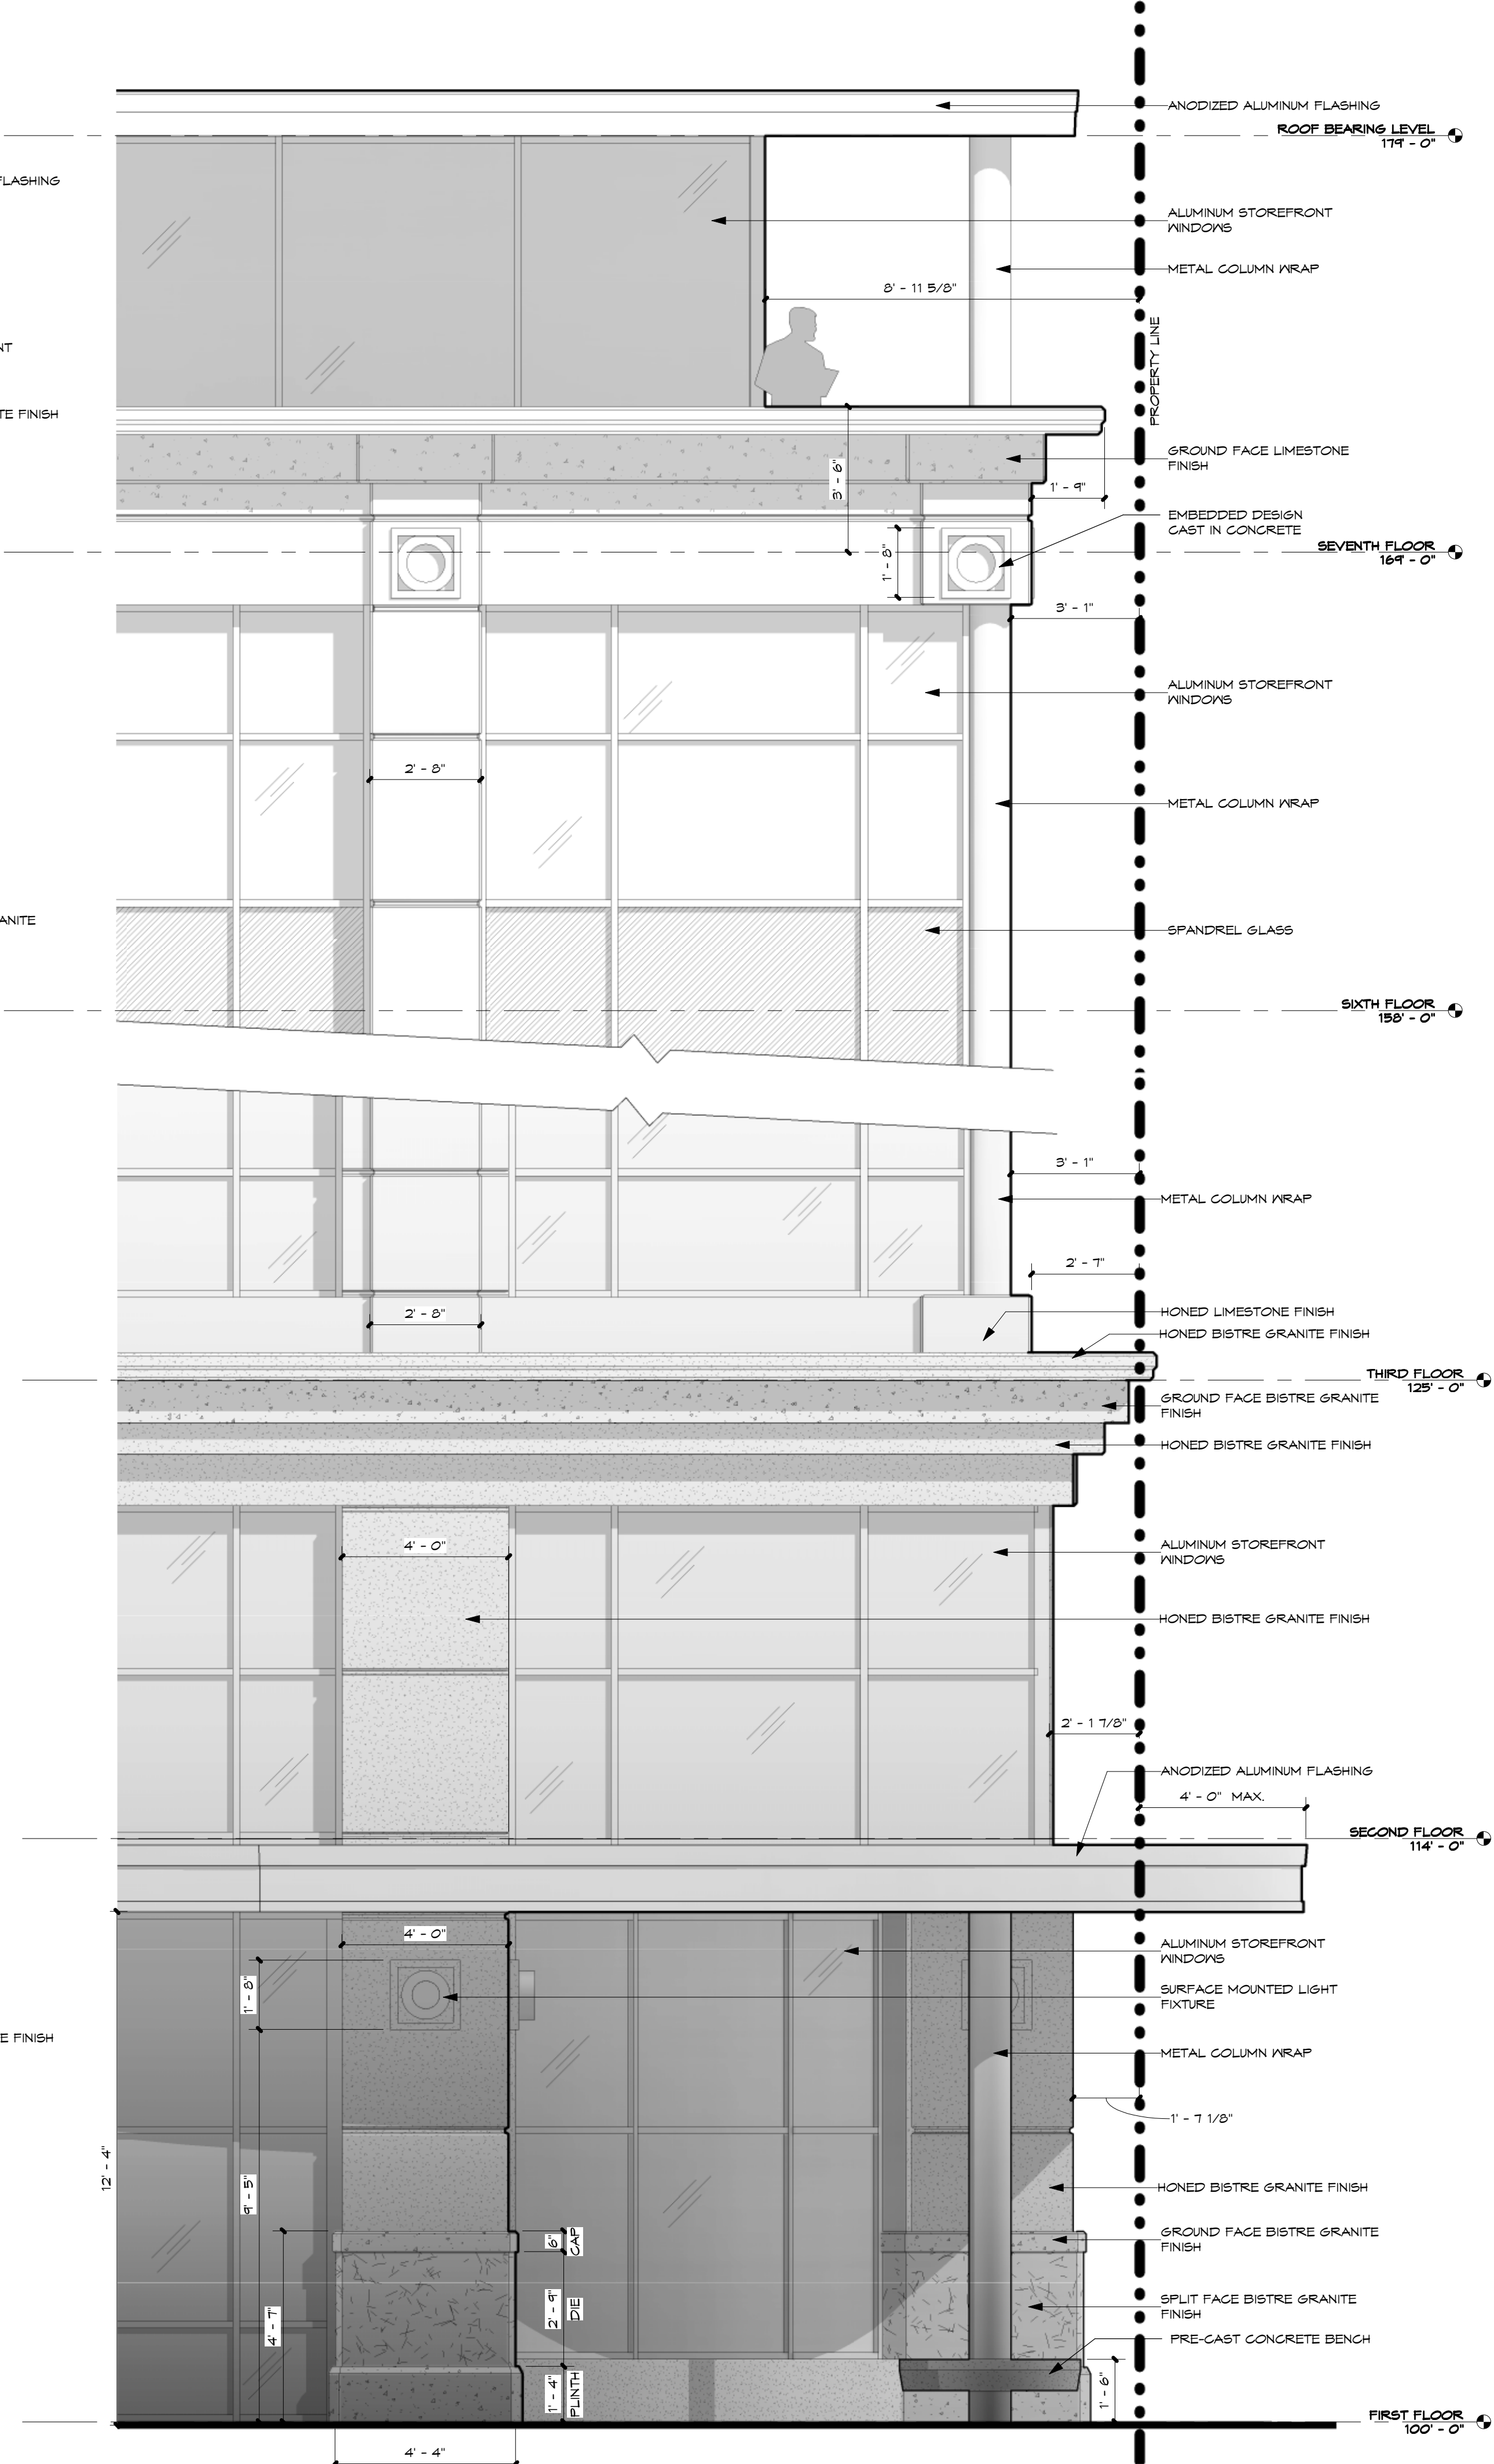 ANODIZED ALUMINUM FLASHING
ROOF BEARING LEVEL
179' - 0"
FLASHING
ALUMINUM STOREFRONT
WINDOWS
METAL COLUMN WRAP
8' - 11 5/8"
PROPERTY LINE
NT
TE FINISH
GROUND FACE LIMESTONE
FINISH
3' - 6"
1' - 9"
EMBEDDED DESIGN
CAST IN CONCRETE
SEVENTH FLOOR
169' - 0"
1' - 8"
3' - 1"
ALUMINUM STOREFRONT
WINDOWS
2' - 8"
METAL COLUMN WRAP
ANITE
SPANDREL GLASS
SIXTH FLOOR
158' - 0"
3' - 1"
METAL COLUMN WRAP
2' - 7"
2' - 8"
HONED LIMESTONE FINISH
HONED BISTRE GRANITE FINISH
THIRD FLOOR
125' - 0"
GROUND FACE BISTRE GRANITE
FINISH
HONED BISTRE GRANITE FINISH
4' - 0"
ALUMINUM STOREFRONT
WINDOWS
HONED BISTRE GRANITE FINISH
2' - 1 7/8"
ANODIZED ALUMINUM FLASHING
4' - 0" MAX.
SECOND FLOOR
114' - 0"
4' - 0"
ALUMINUM STOREFRONT
WINDOWS
1' - 8"
SURFACE MOUNTED LIGHT
FIXTURE
E FINISH
METAL COLUMN WRAP
1' - 7 1/8"
12' - 4"
9' - 5"
HONED BISTRE GRANITE FINISH
6"
CAP
GROUND FACE BISTRE GRANITE
FINISH
4' - 7"
2' - 9"
DIE
SPLIT FACE BISTRE GRANITE
FINISH
PRE-CAST CONCRETE BENCH
1' - 4"
PLINTH
1' - 6"
FIRST FLOOR
100' - 0"
4' - 4"